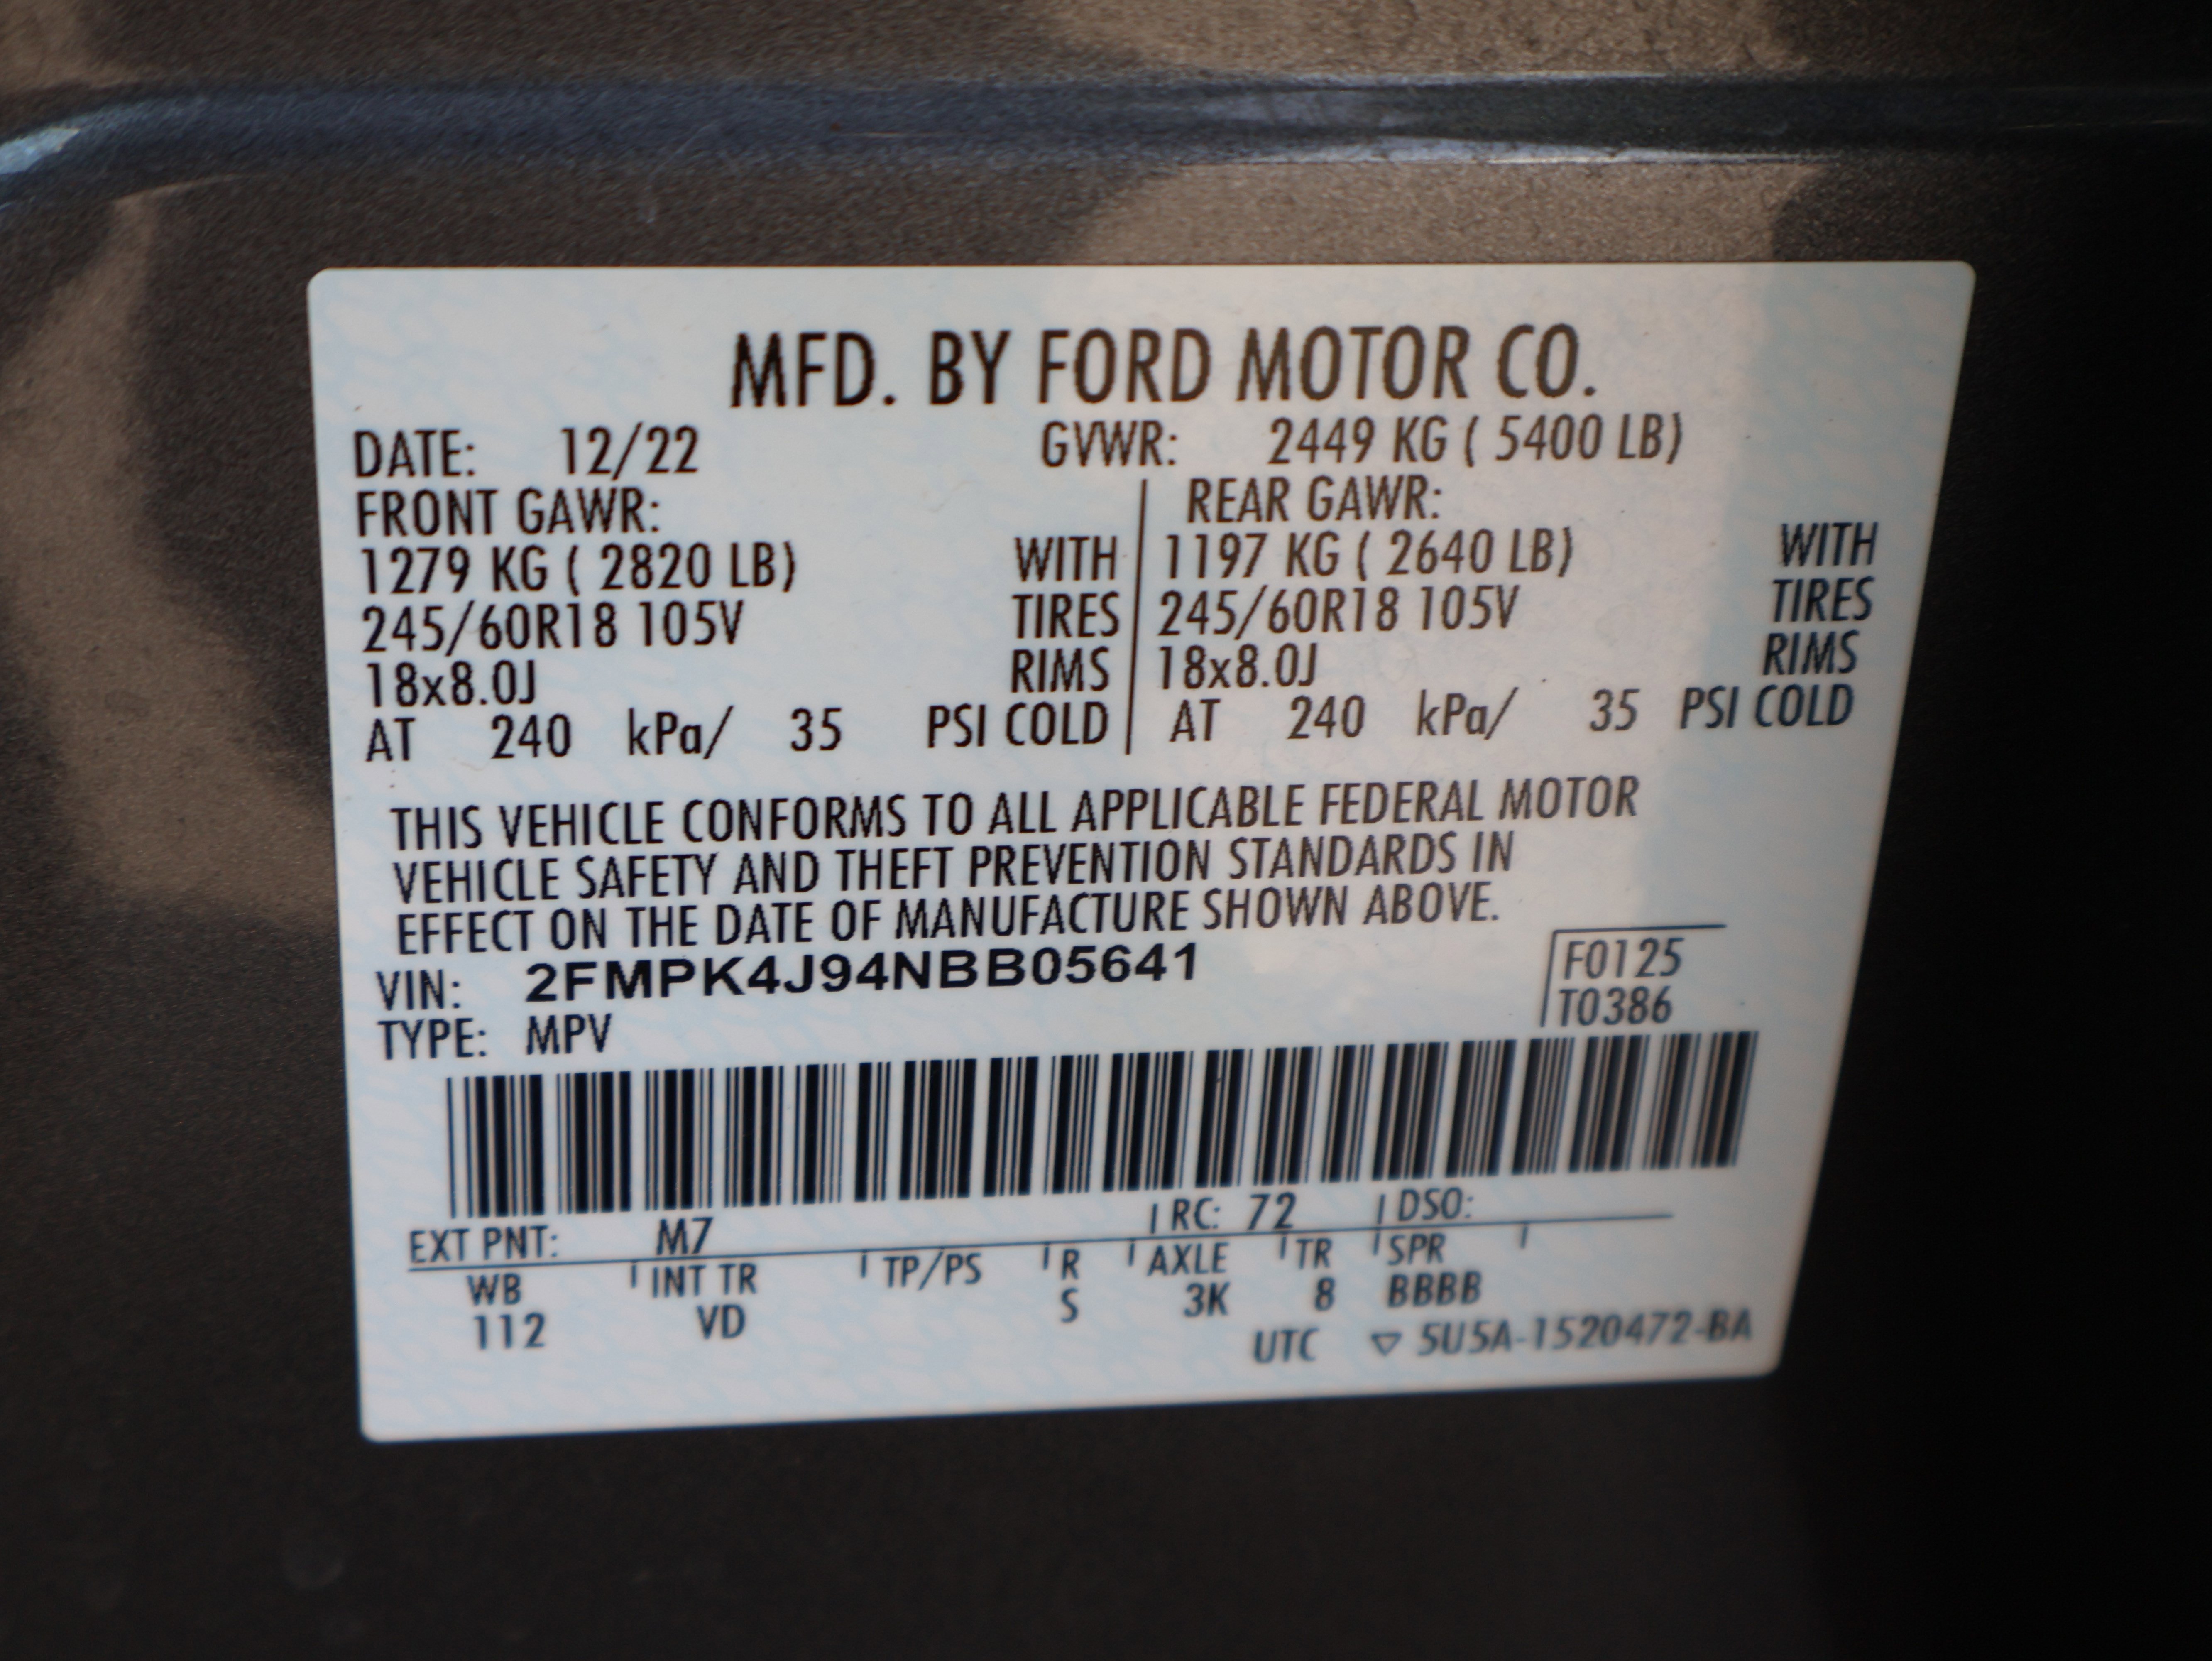 MFD. BY FORD MOTOR CO.
DATE: 12/22 GVWR: 2449 KG ( 5400 LB)
FRONT GAWR: REAR GAWR:
1279 KG ( 2820 LB) WITH 1197 KG ( 2640 LB) WITH
245/60R18 105V TIRES 245/60R18 105V TIRES
18x8.0J RIMS 18x8.0J RIMS
AT 240 kPa/ 35 PSI COLD AT 240 kPa/ 35 PSI COLD
THIS VEHICLE CONFORMS TO ALL APPLICABLE FEDERAL MOTOR
VEHICLE SAFETY AND THEFT PREVENTION STANDARDS IN
EFFECT ON THE DATE OF MANUFACTURE SHOWN ABOVE.
VIN: 2FMPK4J94NBB05641 F0125
TYPE: MPV T0386
EXT PNT: M7 RC: 72 DSO:
WB INT TR TP/PS R AXLE TR SPR
112 VD S 3K 8 BBBB
UTC ▽ 5U5A-1520472-BA